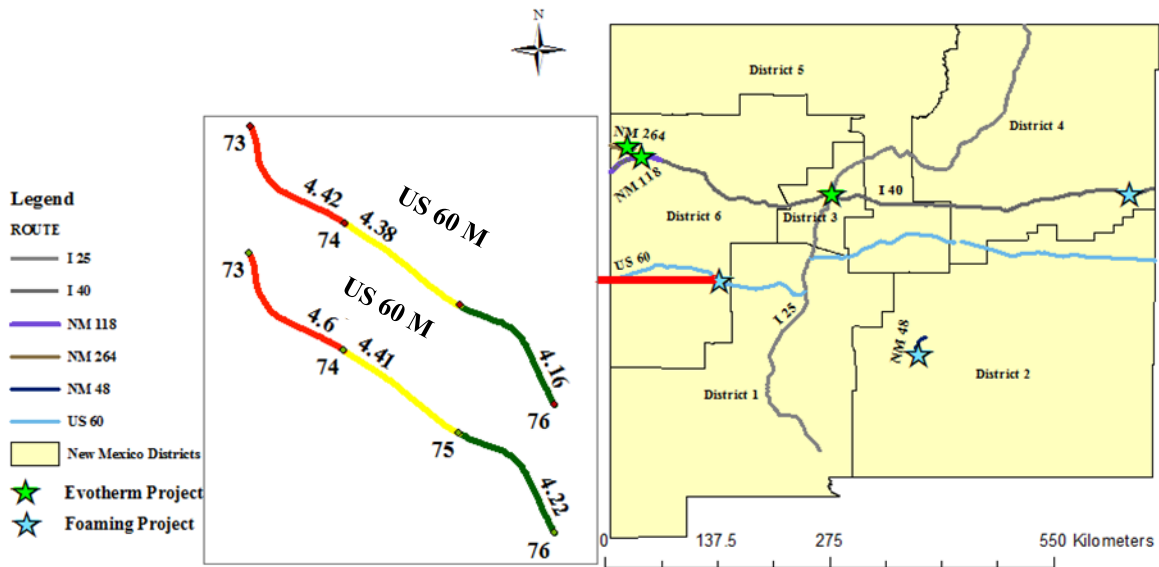 N
Legend
ROUTE
I 25
I 40
NM 118
NM 264
NM 48
US 60
New Mexico Districts
Evotherm Project
Foaming Project
73
4.42
74
4.38
US 60 M
4.16
76
73
4.6
74
4.41
US 60 M
75
4.22
76
District 5
District 4
NM 264
NM 118
I 40
District 6
District 3
US 60
I 25
NM 48
District 1
District 2
0 137.5 275 550 Kilometers